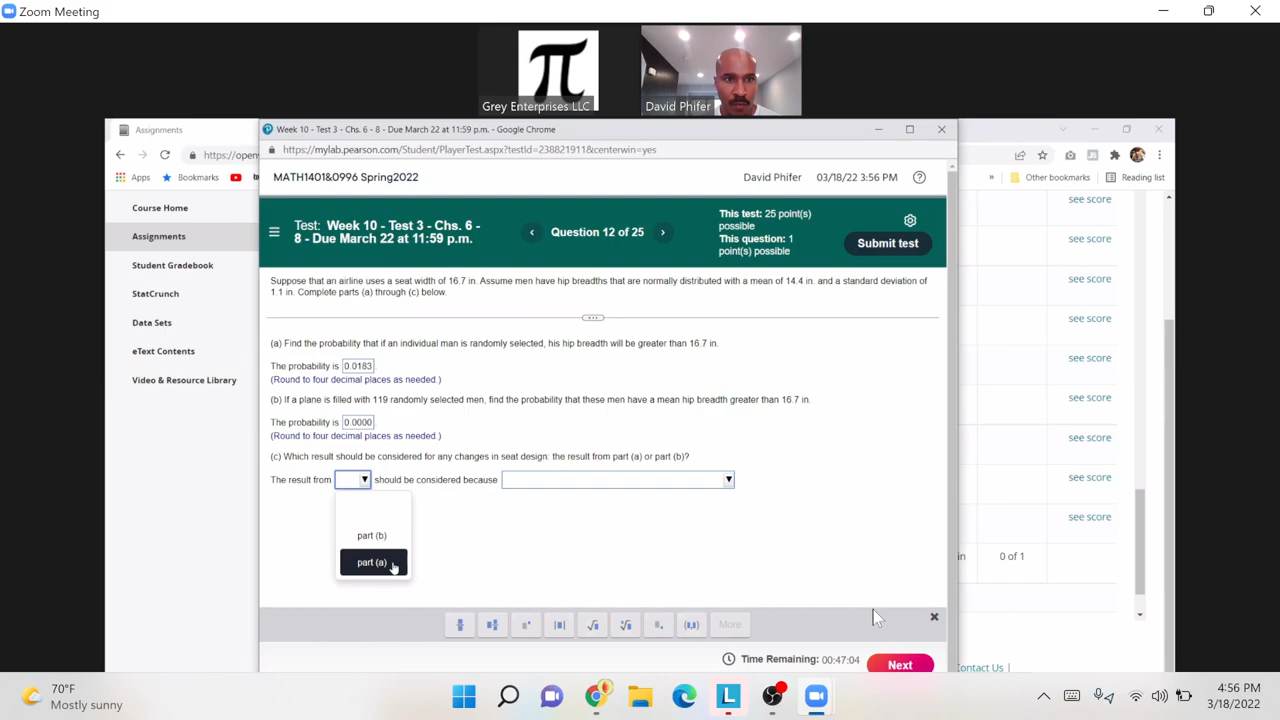 Zoom Meeting
Grey Enterprises LLC
David Phifer
Assignments
Week 10 - Test 3 - Chs. 6 - 8 - Due March 22 at 11:59 p.m. - Google Chrome
https://open
https://mylab.pearson.com/Student/PlayerTest.aspx?testId=238821911&centerwin=yes
Apps
Bookmarks
MATH1401&0996 Spring2022
David Phifer
03/18/22 3:56 PM
»
Other bookmarks
Reading list
Course Home
Assignments
Student Gradebook
StatCrunch
Data Sets
eText Contents
Video & Resource Library
Test: Week 10 - Test 3 - Chs. 6 -
8 - Due March 22 at 11:59 p.m.
Question 12 of 25
This test: 25 point(s)
possible
This question: 1
point(s) possible
Submit test
see score
see score
see score
see score
see score
see score
see score
see score
see score
in
0 of 1
Suppose that an airline uses a seat width of 16.7 in. Assume men have hip breadths that are normally distributed with a mean of 14.4 in. and a standard deviation of
1.1 in. Complete parts (a) through (c) below.
(a) Find the probability that if an individual man is randomly selected, his hip breadth will be greater than 16.7 in.
The probability is 0.0183.
(Round to four decimal places as needed.)
(b) If a plane is filled with 119 randomly selected men, find the probability that these men have a mean hip breadth greater than 16.7 in.
The probability is 0.0000.
(Round to four decimal places as needed.)
(c) Which result should be considered for any changes in seat design: the result from part (a) or part (b)?
The result from ▼ should be considered because ▼
part (b)
part (a)
More
Time Remaining: 00:47:04
Next
Contact Us |
70°F
Mostly sunny
4:56 PM
3/18/2022